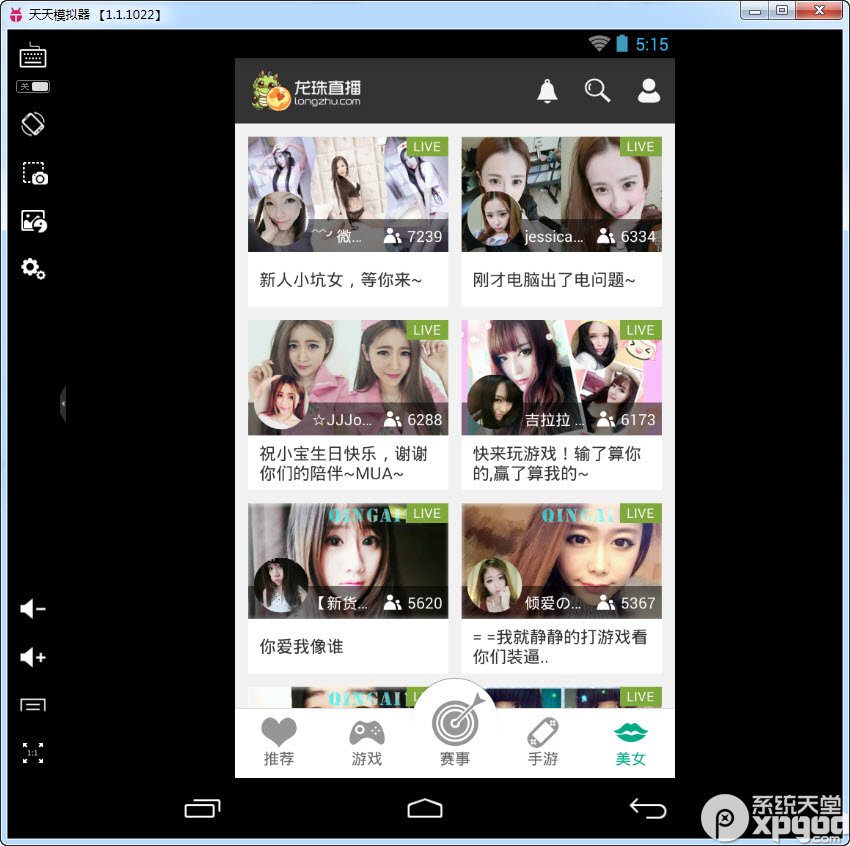 天天模拟器 【1.1.1022】
5:15
关
龙珠直播
longzhu.com
LIVE
LIVE
微... 7239
jessica... 6334
新人小坑女，等你来~
刚才电脑出了电问题~
LIVE
LIVE
☆JJJo... 6288
吉拉拉 ... 6173
祝小宝生日快乐，谢谢
你们的陪伴~MUA~
快来玩游戏！输了算你
的,赢了算我的~
QINGAI
LIVE
QINGAI
LIVE
【新货... 5620
倾爱の... 5367
你爱我像谁
= =我就静静的打游戏看
你们装逼..
QINGAI
LIVE
推荐
游戏
赛事
手游
美女
1:1
系统天堂
xpgod
.com